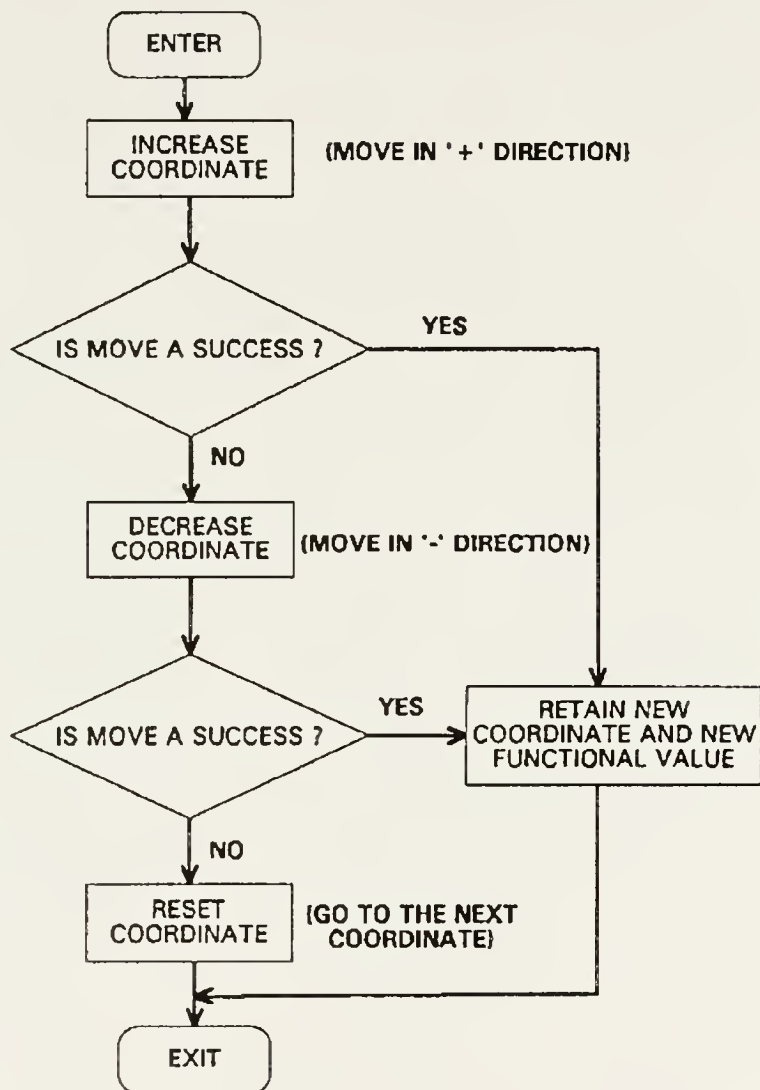 ENTER
INCREASE
COORDINATE
(MOVE IN '+' DIRECTION)
IS MOVE A SUCCESS ?
YES
NO
DECREASE
COORDINATE
(MOVE IN '-' DIRECTION)
IS MOVE A SUCCESS ?
YES
RETAIN NEW
COORDINATE AND NEW
FUNCTIONAL VALUE
NO
RESET
COORDINATE
(GO TO THE NEXT
COORDINATE)
EXIT